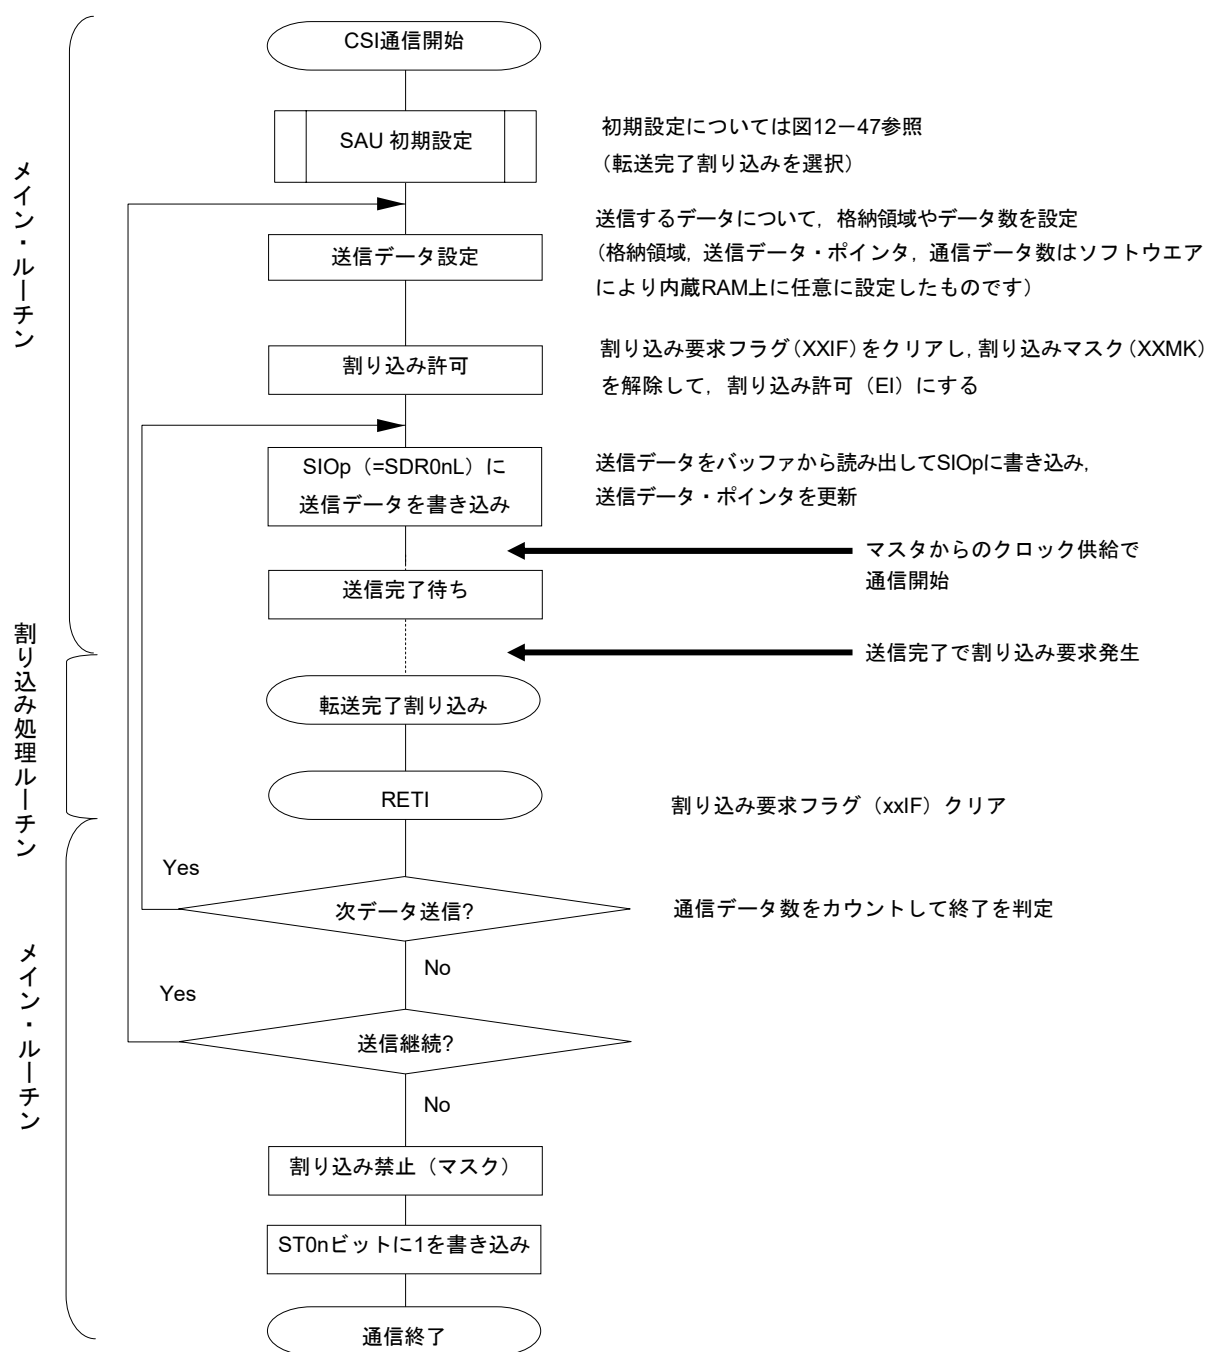 CSI通信開始
SAU 初期設定
初期設定については図12－47参照
（転送完了割り込みを選択）
メイン・ルーチン
送信データ設定
送信するデータについて，格納領域やデータ数を設定
（格納領域，送信データ・ポインタ，通信データ数はソフトウエア
により内蔵RAM上に任意に設定したものです）
割り込み許可
割り込み要求フラグ（XXIF）をクリアし，割り込みマスク（XXMK）
を解除して，割り込み許可（EI）にする
SIOp（=SDR0nL）に
送信データを書き込み
送信データをバッファから読み出してSIOpに書き込み，
送信データ・ポインタを更新
マスタからのクロック供給で
通信開始
送信完了待ち
送信完了で割り込み要求発生
割り込み処理ルーチン
転送完了割り込み
RETI
割り込み要求フラグ（xxIF）クリア
Yes
次データ送信?
通信データ数をカウントして終了を判定
No
メイン・ルーチン
Yes
送信継続?
No
割り込み禁止（マスク）
ST0nビットに1を書き込み
通信終了